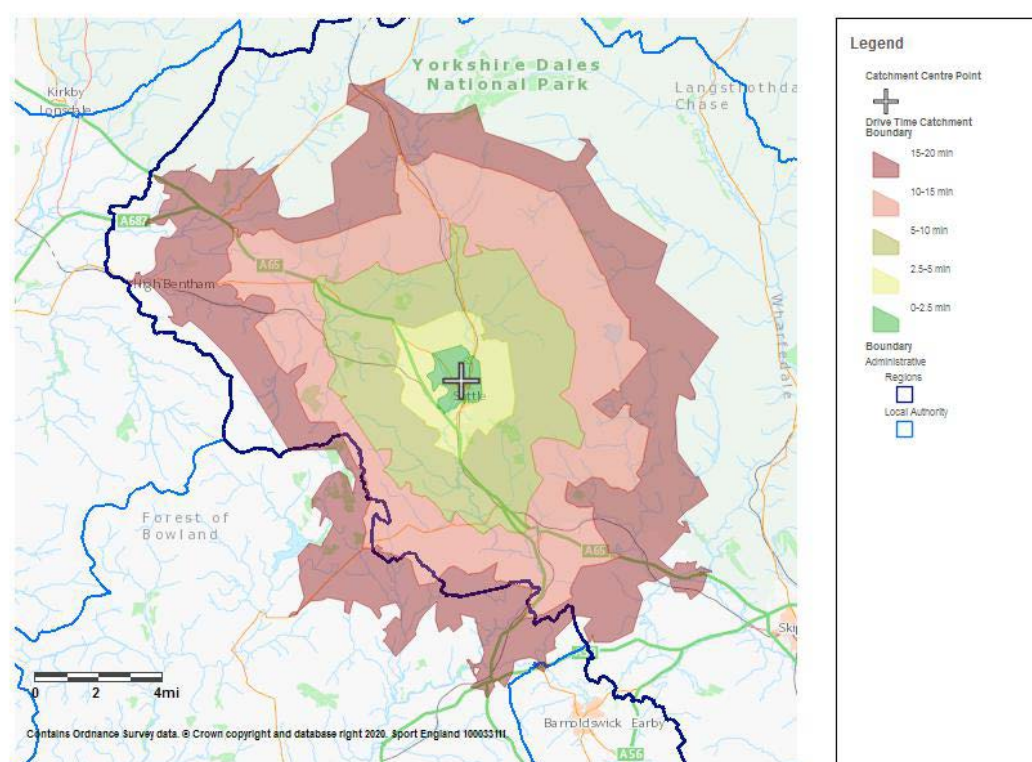 Yorkshire Dales
National Park
Kirkby
Lonsdale
Chase
A687
A65
High Bentham
Wharfedale
Settle
Forest of
Bowland
A65
Skip
0 2 4mi
Barnoldswick Earby
A56
Contains Ordnance Survey data. © Crown copyright and database right 2020. Sport England 100033111.
Legend
Catchment Centre Point
Drive Time Catchment
Boundary
15-20 min
10-15 min
5-10 min
2.5-5 min
0-2.5 min
Boundary
Administrative
Regions
Local Authority